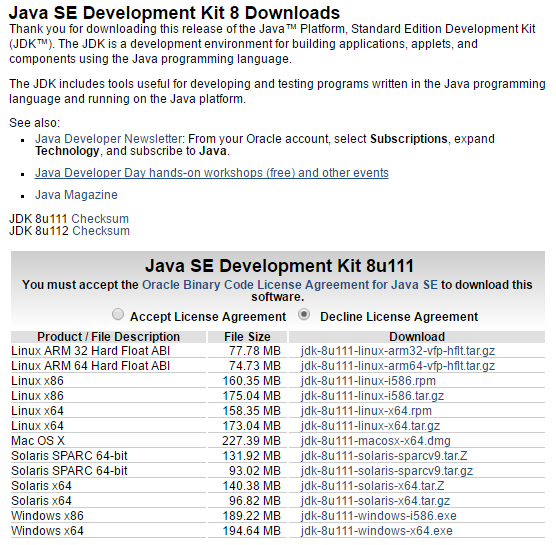 Java SE Development Kit 8 Downloads
Thank you for downloading this release of the Java™ Platform, Standard Edition Development Kit
(JDK™). The JDK is a development environment for building applications, applets, and
components using the Java programming language.
The JDK includes tools useful for developing and testing programs written in the Java programming
language and running on the Java platform.
See also:
Java Developer Newsletter: From your Oracle account, select Subscriptions, expand
Technology, and subscribe to Java.
Java Developer Day hands-on workshops (free) and other events
Java Magazine
JDK 8u111 Checksum
JDK 8u112 Checksum
Java SE Development Kit 8u111
You must accept the Oracle Binary Code License Agreement for Java SE to download this
software.
Accept License Agreement Decline License Agreement
Product / File Description File Size Download
Linux ARM 32 Hard Float ABI 77.78 MB jdk-8u111-linux-arm32-vfp-hflt.tar.gz
Linux ARM 64 Hard Float ABI 74.73 MB jdk-8u111-linux-arm64-vfp-hflt.tar.gz
Linux x86 160.35 MB jdk-8u111-linux-i586.rpm
Linux x86 175.04 MB jdk-8u111-linux-i586.tar.gz
Linux x64 158.35 MB jdk-8u111-linux-x64.rpm
Linux x64 173.04 MB jdk-8u111-linux-x64.tar.gz
Mac OS X 227.39 MB jdk-8u111-macosx-x64.dmg
Solaris SPARC 64-bit 131.92 MB jdk-8u111-solaris-sparcv9.tar.Z
Solaris SPARC 64-bit 93.02 MB jdk-8u111-solaris-sparcv9.tar.gz
Solaris x64 140.38 MB jdk-8u111-solaris-x64.tar.Z
Solaris x64 96.82 MB jdk-8u111-solaris-x64.tar.gz
Windows x86 189.22 MB jdk-8u111-windows-i586.exe
Windows x64 194.64 MB jdk-8u111-windows-x64.exe